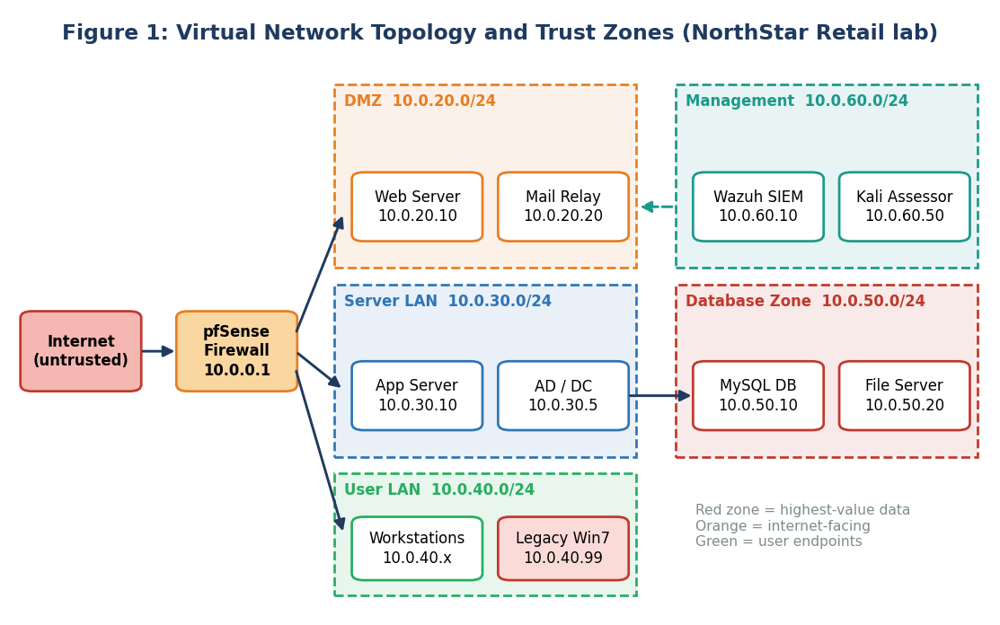 Figure 1: Virtual Network Topology and Trust Zones (NorthStar Retail lab)
DMZ  10.0.20.0/24
Web Server
10.0.20.10
Mail Relay
10.0.20.20
Management  10.0.60.0/24
Wazuh SIEM
10.0.60.10
Kali Assessor
10.0.60.50
Internet
(untrusted)
pfSense
Firewall
10.0.0.1
Server LAN  10.0.30.0/24
App Server
10.0.30.10
AD / DC
10.0.30.5
Database Zone  10.0.50.0/24
MySQL DB
10.0.50.10
File Server
10.0.50.20
User LAN  10.0.40.0/24
Workstations
10.0.40.x
Legacy Win7
10.0.40.99
Red zone = highest-value data
Orange = internet-facing
Green = user endpoints